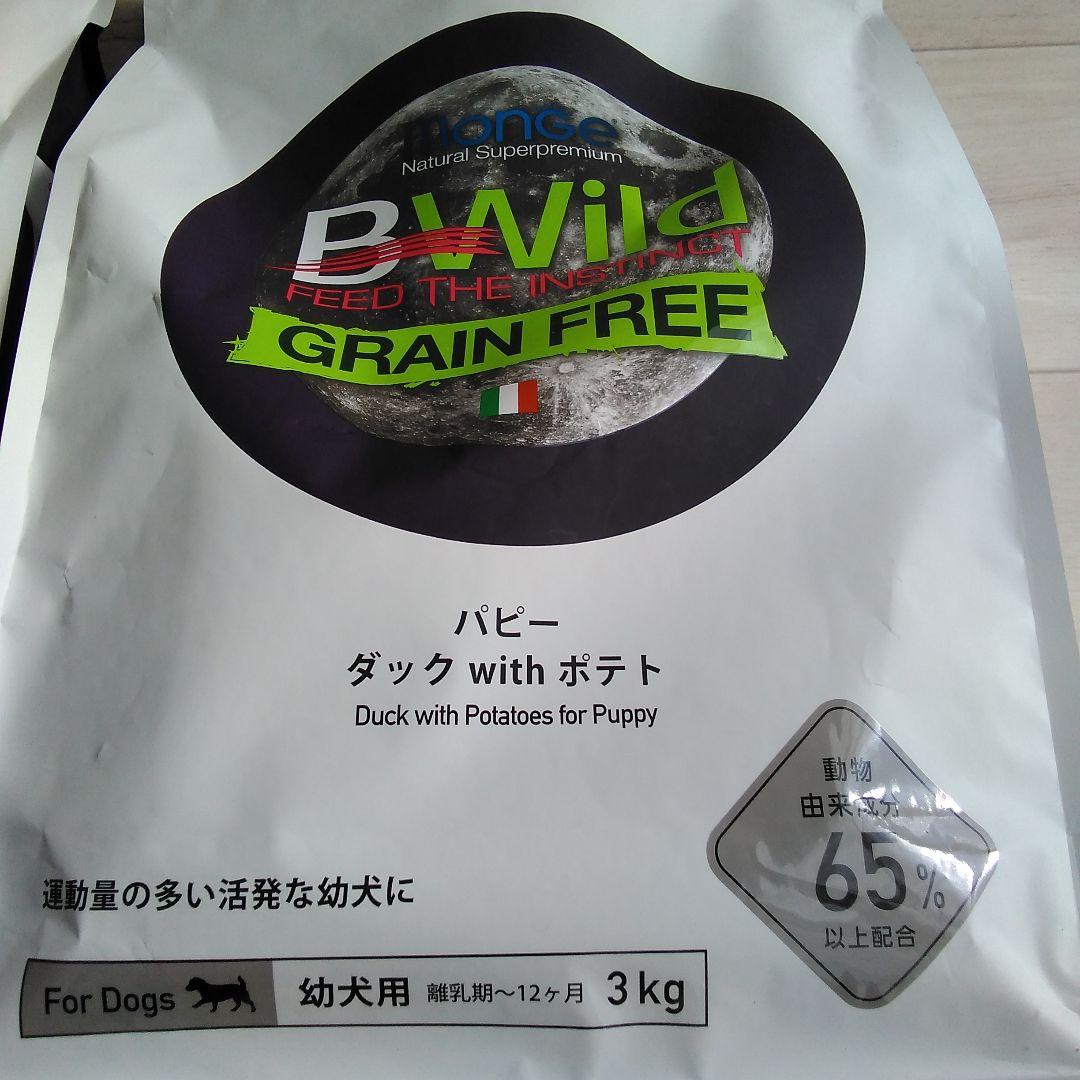 monGe
Natural Superpremium
BWild
FEED THE INSTINCT
GRAIN FREE
パピー
ダック with ポテト
Duck with Potatoes for Puppy
動物
由来成分
65%
以上配合
運動量の多い活発な幼犬に
For Dogs 幼犬用 離乳期～12ヶ月 3kg